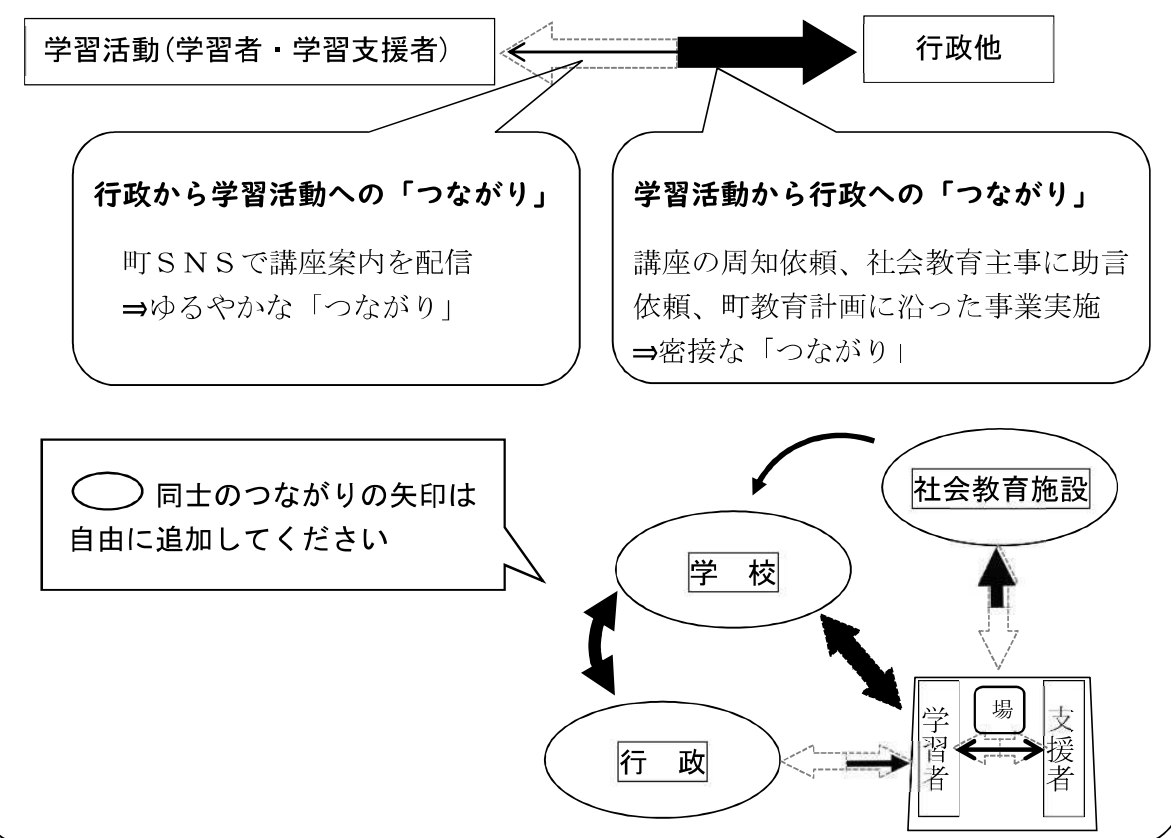 学習活動(学習者・学習支援者)
行政他
行政から学習活動への「つながり」
町ＳＮＳで講座案内を配信
⇒ゆるやかな「つながり」
学習活動から行政への「つながり」
講座の周知依頼、社会教育主事に助言
依頼、町教育計画に沿った事業実施
⇒密接な「つながり」
同士のつながりの矢印は
自由に追加してください
社会教育施設
学　校
行　政
学習者
場
支援者